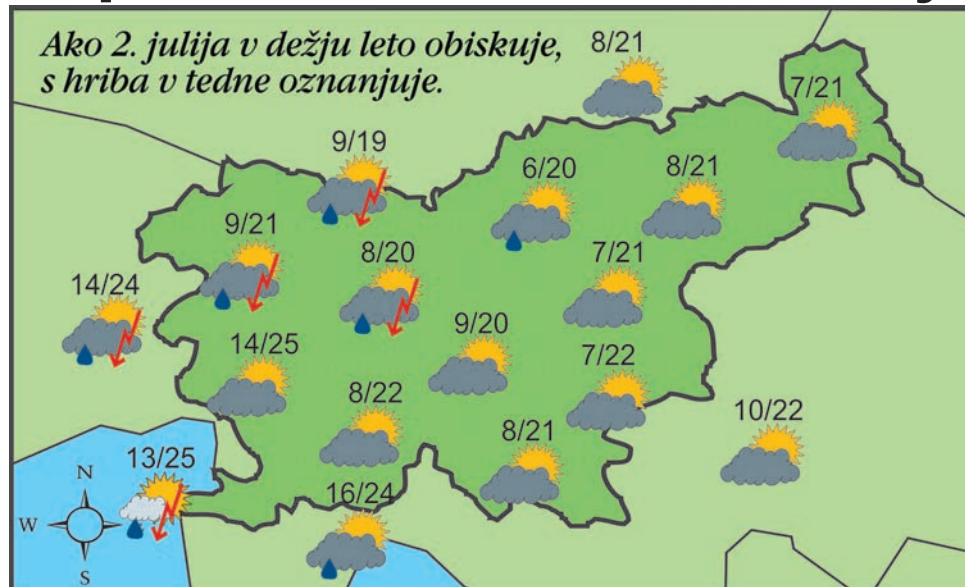 Ako 2. julija v dežju leto obiskuje,
s hriba v tedne oznanjuje.
8/21
7/21
9/19
6/20
8/21
9/21
8/20
7/21
14/24
9/20
14/25
7/22
8/22
10/22
8/21
13/25
16/24
N
W
E
S